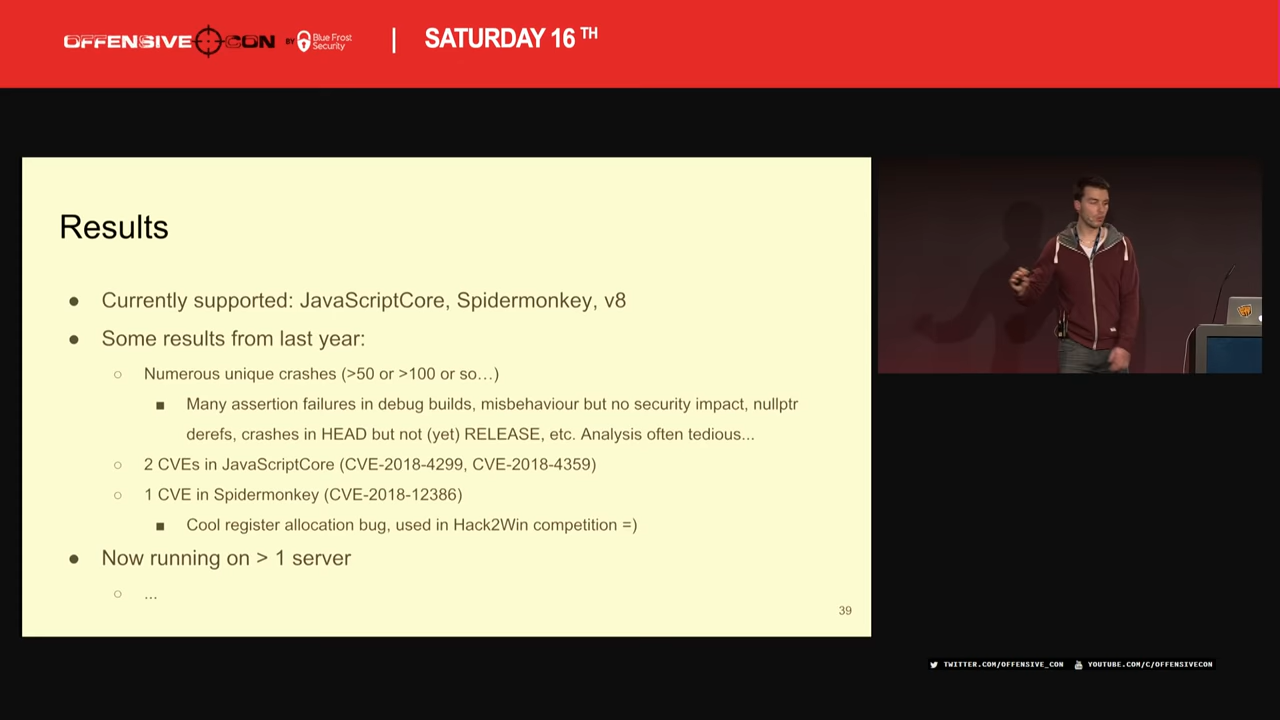 OFFENSIVE CON BY Blue Frost Security | SATURDAY 16 TH
Results
● Currently supported: JavaScriptCore, Spidermonkey, v8
● Some results from last year:
○ Numerous unique crashes (>50 or >100 or so…)
■ Many assertion failures in debug builds, misbehaviour but no security impact, nullptr
derefs, crashes in HEAD but not (yet) RELEASE, etc. Analysis often tedious...
○ 2 CVEs in JavaScriptCore (CVE-2018-4299, CVE-2018-4359)
○ 1 CVE in Spidermonkey (CVE-2018-12386)
■ Cool register allocation bug, used in Hack2Win competition =)
● Now running on > 1 server
○ ...
39
TWITTER.COM/OFFENSIVE_CON YOUTUBE.COM/C/OFFENSIVECON